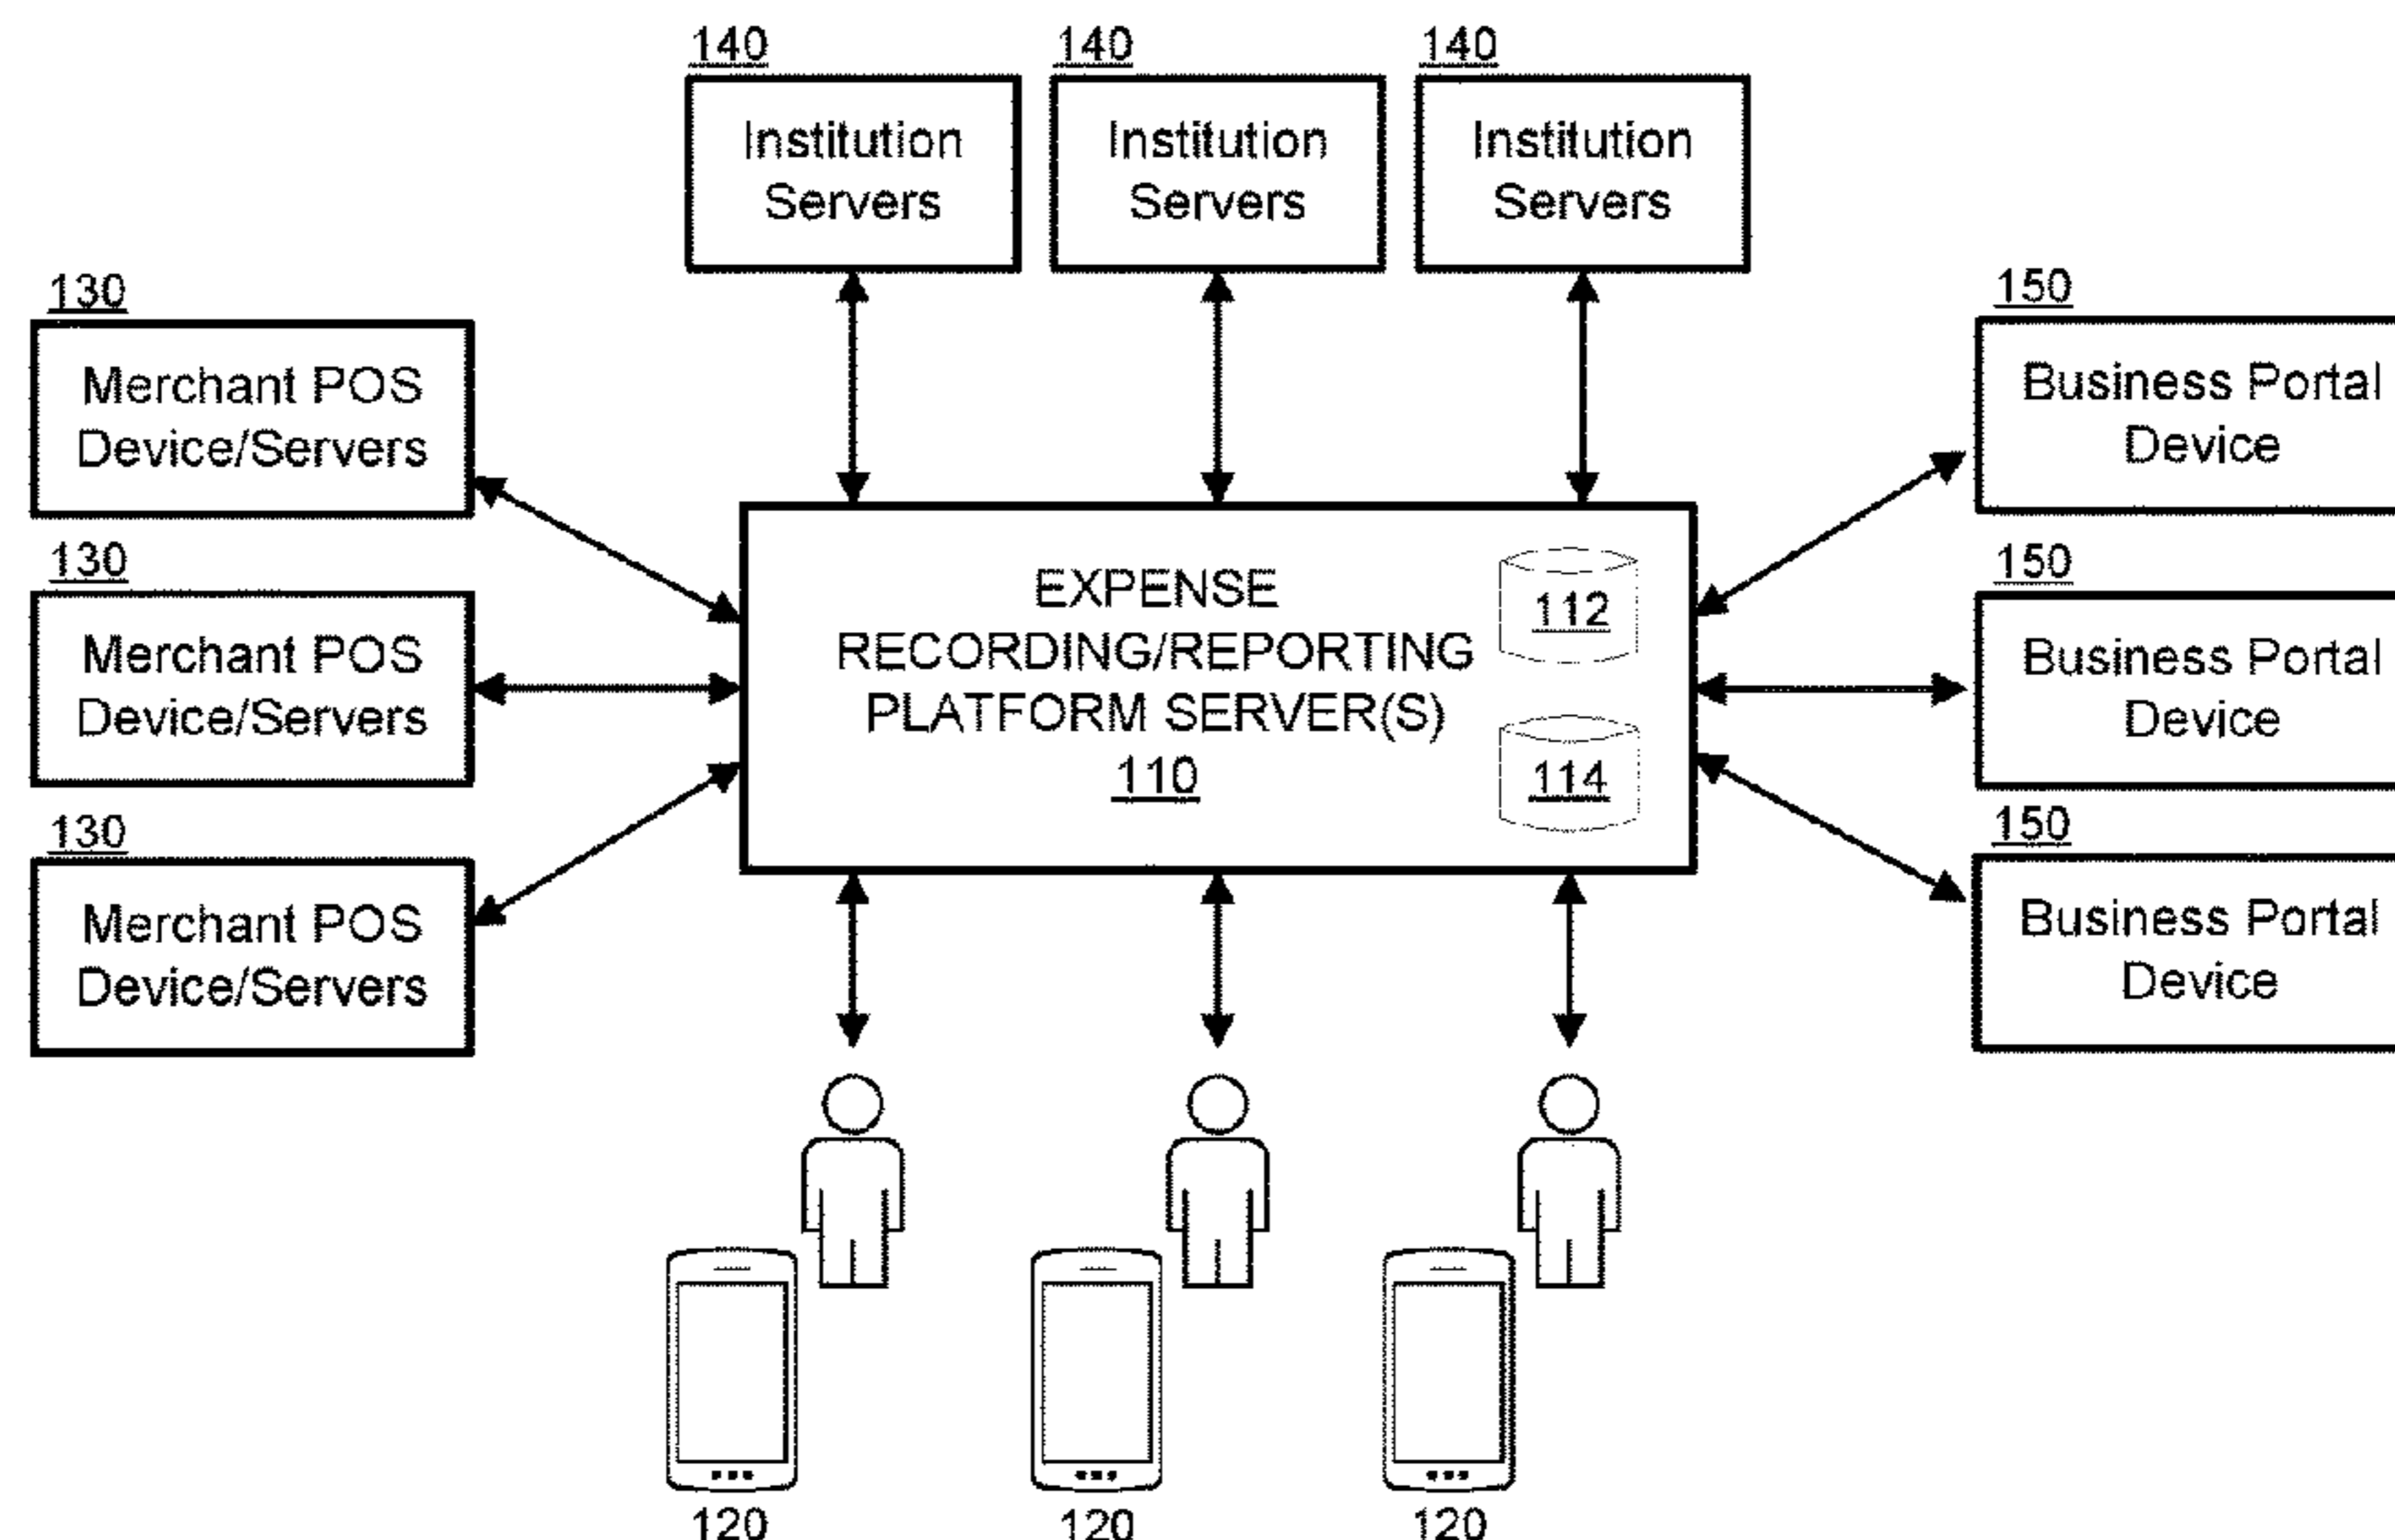 140
Institution
Servers
140
Institution
Servers
140
Institution
Servers
130
Merchant POS
Device/Servers
130
Merchant POS
Device/Servers
130
Merchant POS
Device/Servers
EXPENSE
RECORDING/REPORTING
PLATFORM SERVER(S)
110
112
114
150
Business Portal
Device
150
Business Portal
Device
150
Business Portal
Device
120
120
120